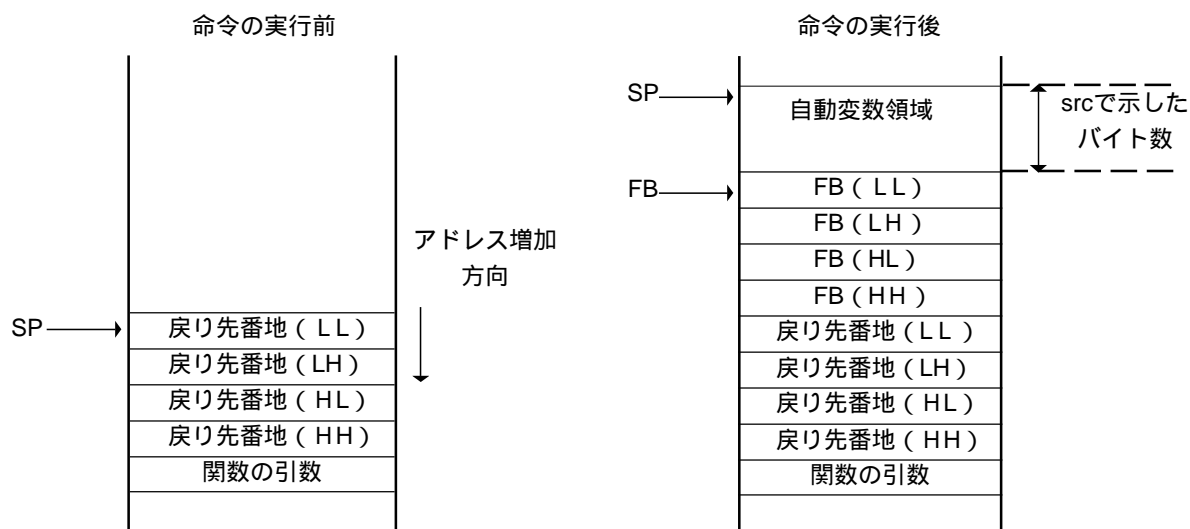 命令の実行前
SP
戻り先番地(LL)
戻り先番地(LH)
戻り先番地(HL)
戻り先番地(HH)
関数の引数
アドレス増加
方向
命令の実行後
SP
自動変数領域
srcで示した
バイト数
FB
FB(LL)
FB(LH)
FB(HL)
FB(HH)
戻り先番地(LL)
戻り先番地(LH)
戻り先番地(HL)
戻り先番地(HH)
関数の引数